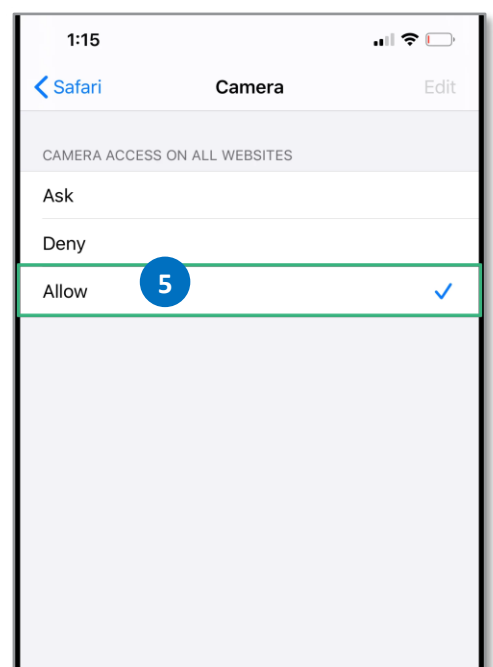 1:15
Safari Camera Edit
CAMERA ACCESS ON ALL WEBSITES
Ask
Deny
Allow 5